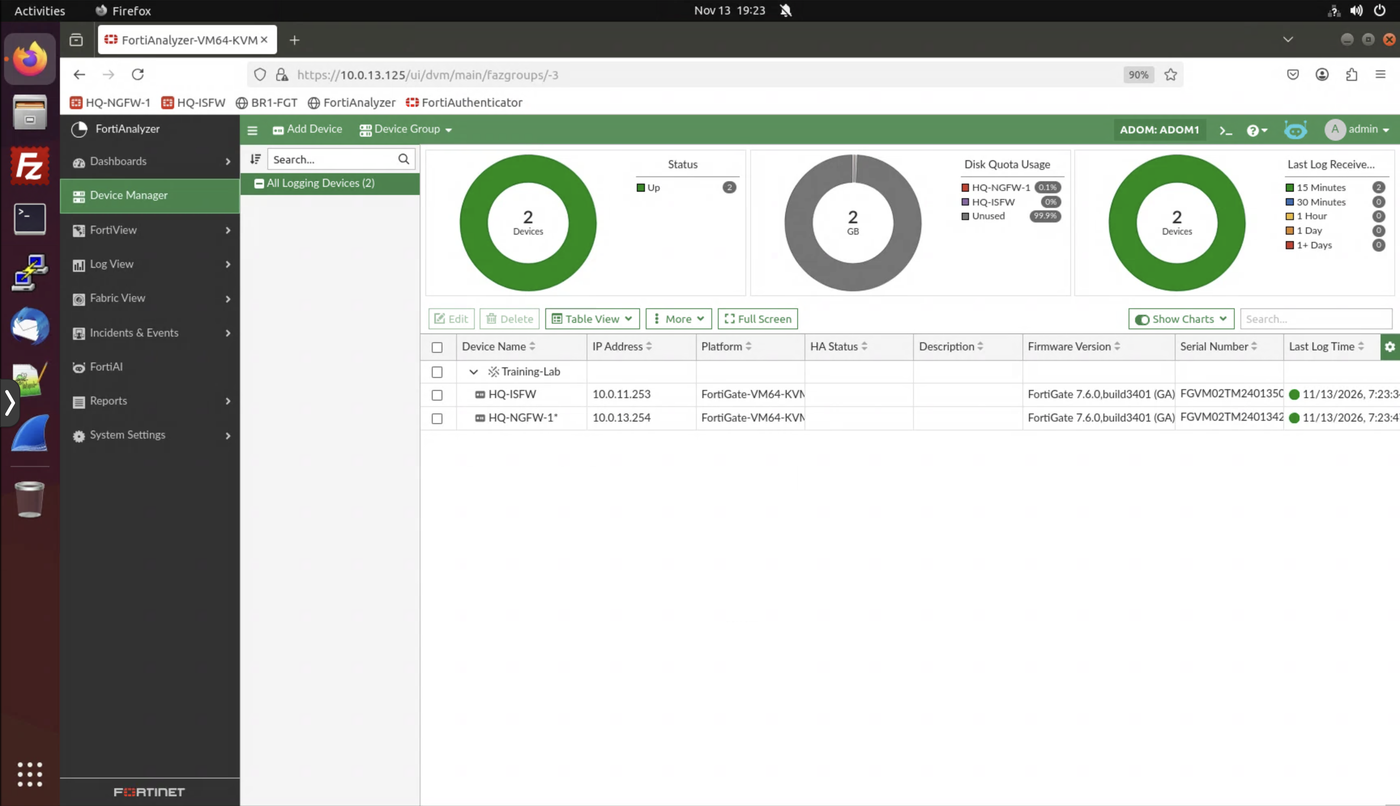 Activities Firefox Nov 13 19:23
FortiAnalyzer-VM64-KVM
https://10.0.13.125/ui/dvm/main/fazgroups/-3 90%
HQ-NGFW-1 HQ-ISFW BR1-FGT FortiAnalyzer FortiAuthenticator
FortiAnalyzer
Dashboards
Device Manager
FortiView
Log View
Fabric View
Incidents & Events
FortiAI
Reports
System Settings
FORTINET
Add Device Device Group ADOM: ADOM1 A admin
Search...
All Logging Devices (2)
2
Devices
Status
Up 2
2
GB
Disk Quota Usage
HQ-NGFW-1 0.1%
HQ-ISFW 0%
Unused 99.9%
2
Devices
Last Log Receive...
15 Minutes 2
30 Minutes 0
1 Hour 0
1 Day 0
1+ Days 0
Edit Delete Table View More Full Screen Show Charts Search...
Device Name IP Address Platform HA Status Description Firmware Version Serial Number Last Log Time
Training-Lab
HQ-ISFW 10.0.11.253 FortiGate-VM64-KVM FortiGate 7.6.0,build3401 (GA) FGVM02TM2401350 11/13/2026, 7:23:3
HQ-NGFW-1* 10.0.13.254 FortiGate-VM64-KVM FortiGate 7.6.0,build3401 (GA) FGVM02TM2401342 11/13/2026, 7:23:4